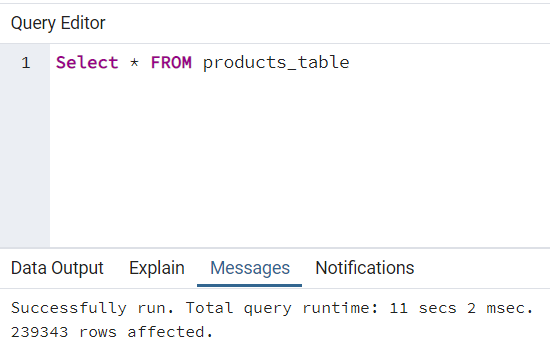 Query Editor
1 Select * FROM products_table
Data Output Explain Messages Notifications
Successfully run. Total query runtime: 11 secs 2 msec.
239343 rows affected.